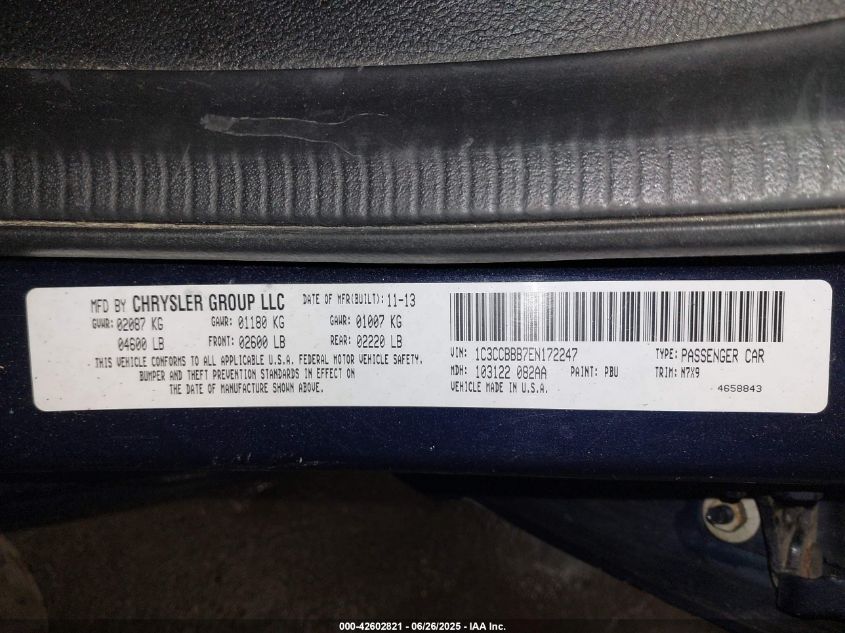 MFD BY CHRYSLER GROUP LLC DATE OF MFR(BUILT): 11-13
GVWR: 02087 KG GAWR: 01180 KG GAWR: 01007 KG
04600 LB FRONT: 02600 LB REAR: 02220 LB
THIS VEHICLE CONFORMS TO ALL APPLICABLE U.S.A. FEDERAL MOTOR VEHICLE SAFETY,
BUMPER AND THEFT PREVENTION STANDARDS IN EFFECT ON
THE DATE OF MANUFACTURE SHOWN ABOVE.
VIN: 1C3CCBBB7EN172247 TYPE: PASSENGER CAR
MDH: 103122 082AA PAINT: PBU TRIM: N7X9
VEHICLE MADE IN U.S.A. 4658843
000-42602821 - 06/26/2025 - IAA Inc.